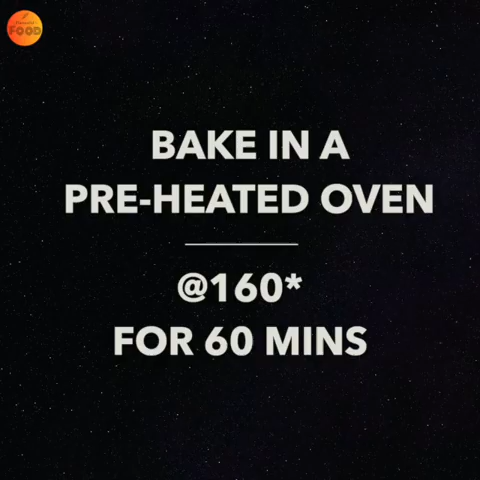 FOOD
BAKE IN A
PRE-HEATED OVEN
@160*
FOR 60 MINS